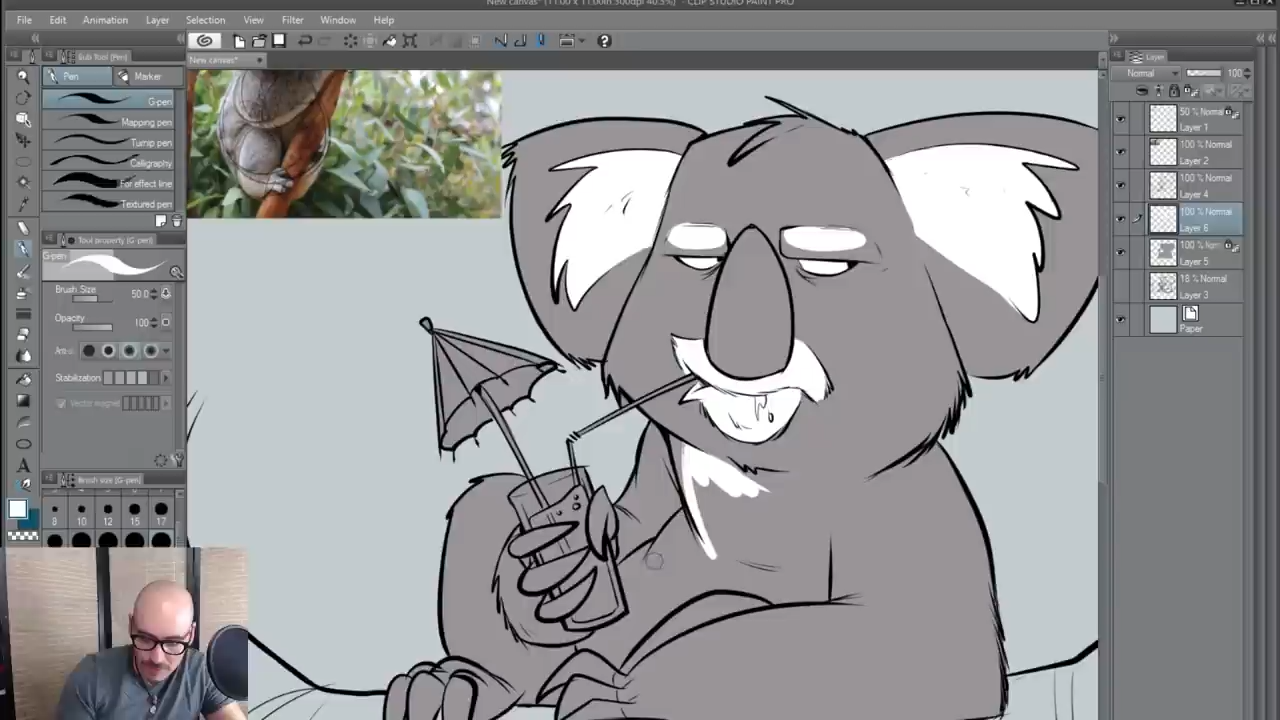 New canvas* (11.00 x 11.00in 300dpi 40.3%) - CLIP STUDIO PAINT PRO
File Edit Animation Layer Selection View Filter Window Help
Sub Tool [Pen]
New canvas*
Layer
Pen Marker
Normal 100
G-pen
Mapping pen
Turnip pen
Calligraphy
For effect line
Textured pen
50 % Normal
Layer 1
100 % Normal
Layer 2
100 % Normal
Layer 4
100 % Normal
Layer 6
100 % Norm
Layer 5
18 % Normal
Layer 3
Paper
Tool property [G-pen]
G-pen
Brush Size 50.0
Opacity 100
Stabilization
Vector magnet
Brush size [G-pen]
8 10 12 15 17
A